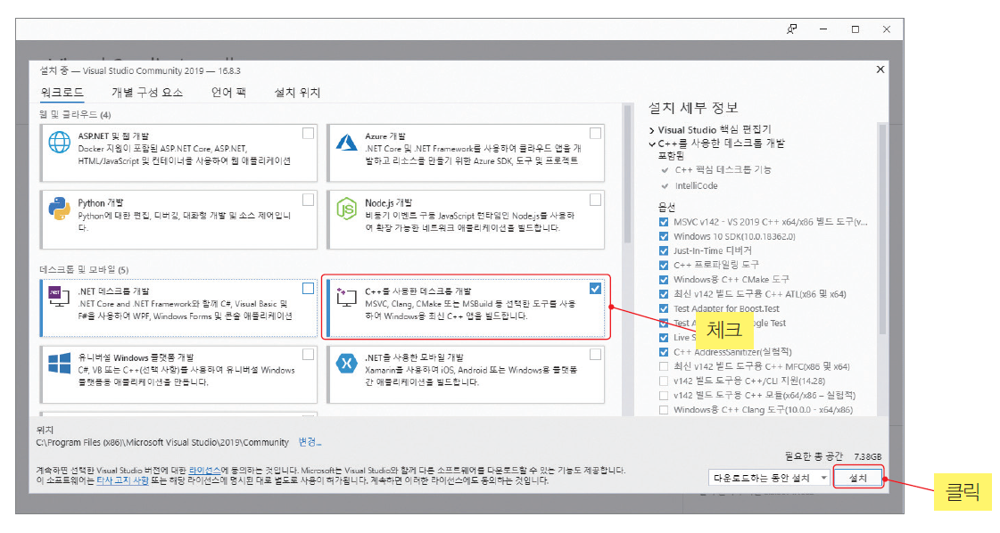 설치 중 — Visual Studio Community 2019 — 16.8.3
워크로드 개별 구성 요소 언어 팩 설치 위치
웹 및 클라우드 (4)
ASP.NET 및 웹 개발
Docker 지원이 포함된 ASP.NET Core, ASP.NET,
HTML/JavaScript 및 컨테이너를 사용하여 웹 애플리케이션
Azure 개발
.NET Core 및 .NET Framework를 사용하여 클라우드 앱을 개
발하고 리소스를 만들기 위한 Azure SDK, 도구 및 프로젝트
Python 개발
Python에 대한 편집, 디버깅, 대화형 개발 및 소스 제어입니
다.
Node.js 개발
비동기 이벤트 구동 JavaScript 런타임인 Node.js를 사용하
여 확장 가능한 네트워크 애플리케이션을 빌드합니다.
데스크톱 및 모바일 (5)
.NET 데스크톱 개발
.NET Core and .NET Framework와 함께 C#, Visual Basic 및
F#을 사용하여 WPF, Windows Forms 및 콘솔 애플리케이션
C++를 사용한 데스크톱 개발
MSVC, Clang, CMake 또는 MSBuild 등 선택한 도구를 사용
하여 Windows용 최신 C++ 앱을 빌드합니다.
유니버설 Windows 플랫폼 개발
C#, VB 또는 C++(선택 사항)를 사용하여 유니버설 Windows
플랫폼용 애플리케이션을 만듭니다.
.NET을 사용한 모바일 개발
Xamarin을 사용하여 iOS, Android 또는 Windows용 플랫폼
간 애플리케이션을 빌드합니다.
설치 세부 정보
Visual Studio 핵심 편집기
C++를 사용한 데스크톱 개발
포함됨
C++ 핵심 데스크톱 기능
IntelliCode
옵션
MSVC v142 - VS 2019 C++ x64/x86 빌드 도구(v...
Windows 10 SDK(10.0.18362.0)
Just-In-Time 디버거
C++ 프로파일링 도구
Windows용 C++ CMake 도구
최신 v142 빌드 도구용 C++ ATL(x86 및 x64)
Test Adapter for Boost.Test
Test A gle Test
Live S
C++ AddressSanitizer(실험적)
최신 v142 빌드 도구용 C++ MFC(x86 및 x64)
v142 빌드 도구용 C++/CLI 지원(14.28)
v142 빌드 도구용 C++ 모듈(x64/x86 – 실험적)
Windows용 C++ Clang 도구(10.0.0 - x64/x86)
체크
위치
C:\Program Files (x86)\Microsoft Visual Studio\2019\Community 변경...
필요한 총 공간 7.38GB
계속하면 선택한 Visual Studio 버전에 대한 라이선스에 동의하는 것입니다. Microsoft는 Visual Studio와 함께 다른 소프트웨어를 다운로드할 수 있는 기능도 제공합니다.
이 소프트웨어는 타사 고지 사항 또는 해당 라이선스에 명시된 대로 별도로 사용이 허가됩니다. 계속하면 이러한 라이선스에도 동의하는 것입니다.
다운로드하는 동안 설치 설치
클릭